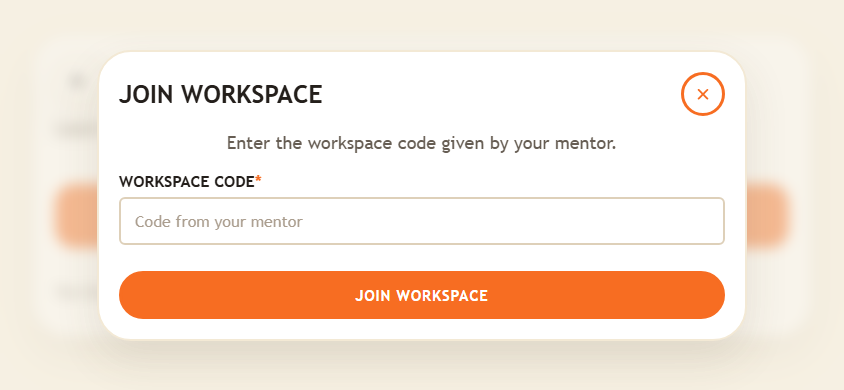 JOIN WORKSPACE
Enter the workspace code given by your mentor.
WORKSPACE CODE*
Code from your mentor
JOIN WORKSPACE